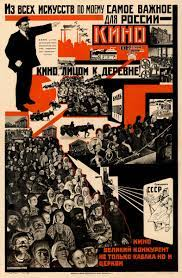 ИЗ ВСЕХ ИСКУССТВ ПО МОЕМУ САМОЕ ВАЖНОЕ
ДЛЯ РОССИИ —
КИНО
КИНО ЛИЦОМ К ДЕРЕВНЕ
СССР
— КИНО
ВЕЛИКИЙ КОНКУРЕНТ
НЕ ТОЛЬКО КАБАКА НО И
ЦЕРКВИ